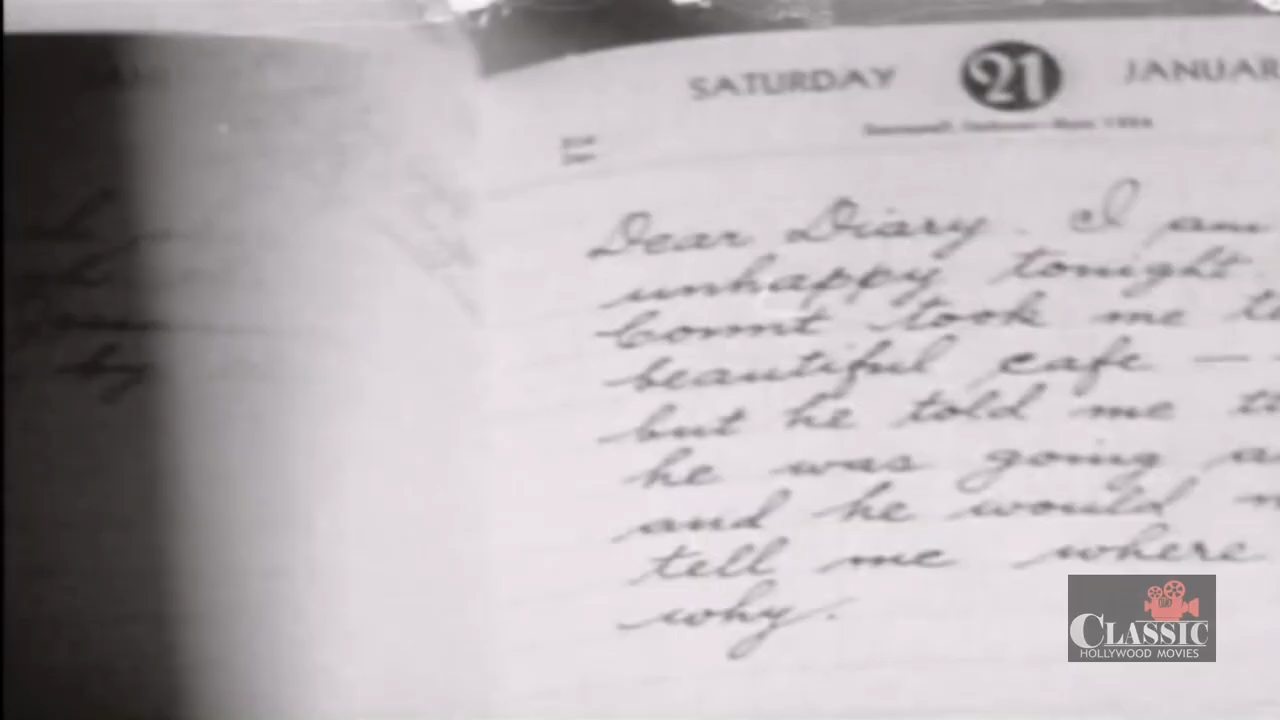 SATURDAY 21 JANUAR
Dear Diary. I am
unhappy tonight
Count took me to
beautiful cafe —
but he told me
he was going
and he would
tell me where
why.
CLASSIC
HOLLYWOOD MOVIES